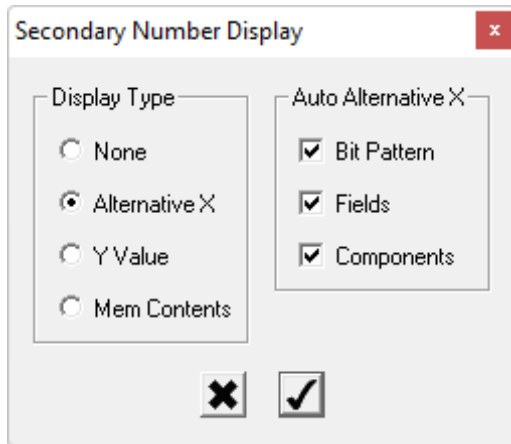 Secondary Number Display
Display Type
None
Alternative X
Y Value
Mem Contents
Auto Alternative X
Bit Pattern
Fields
Components